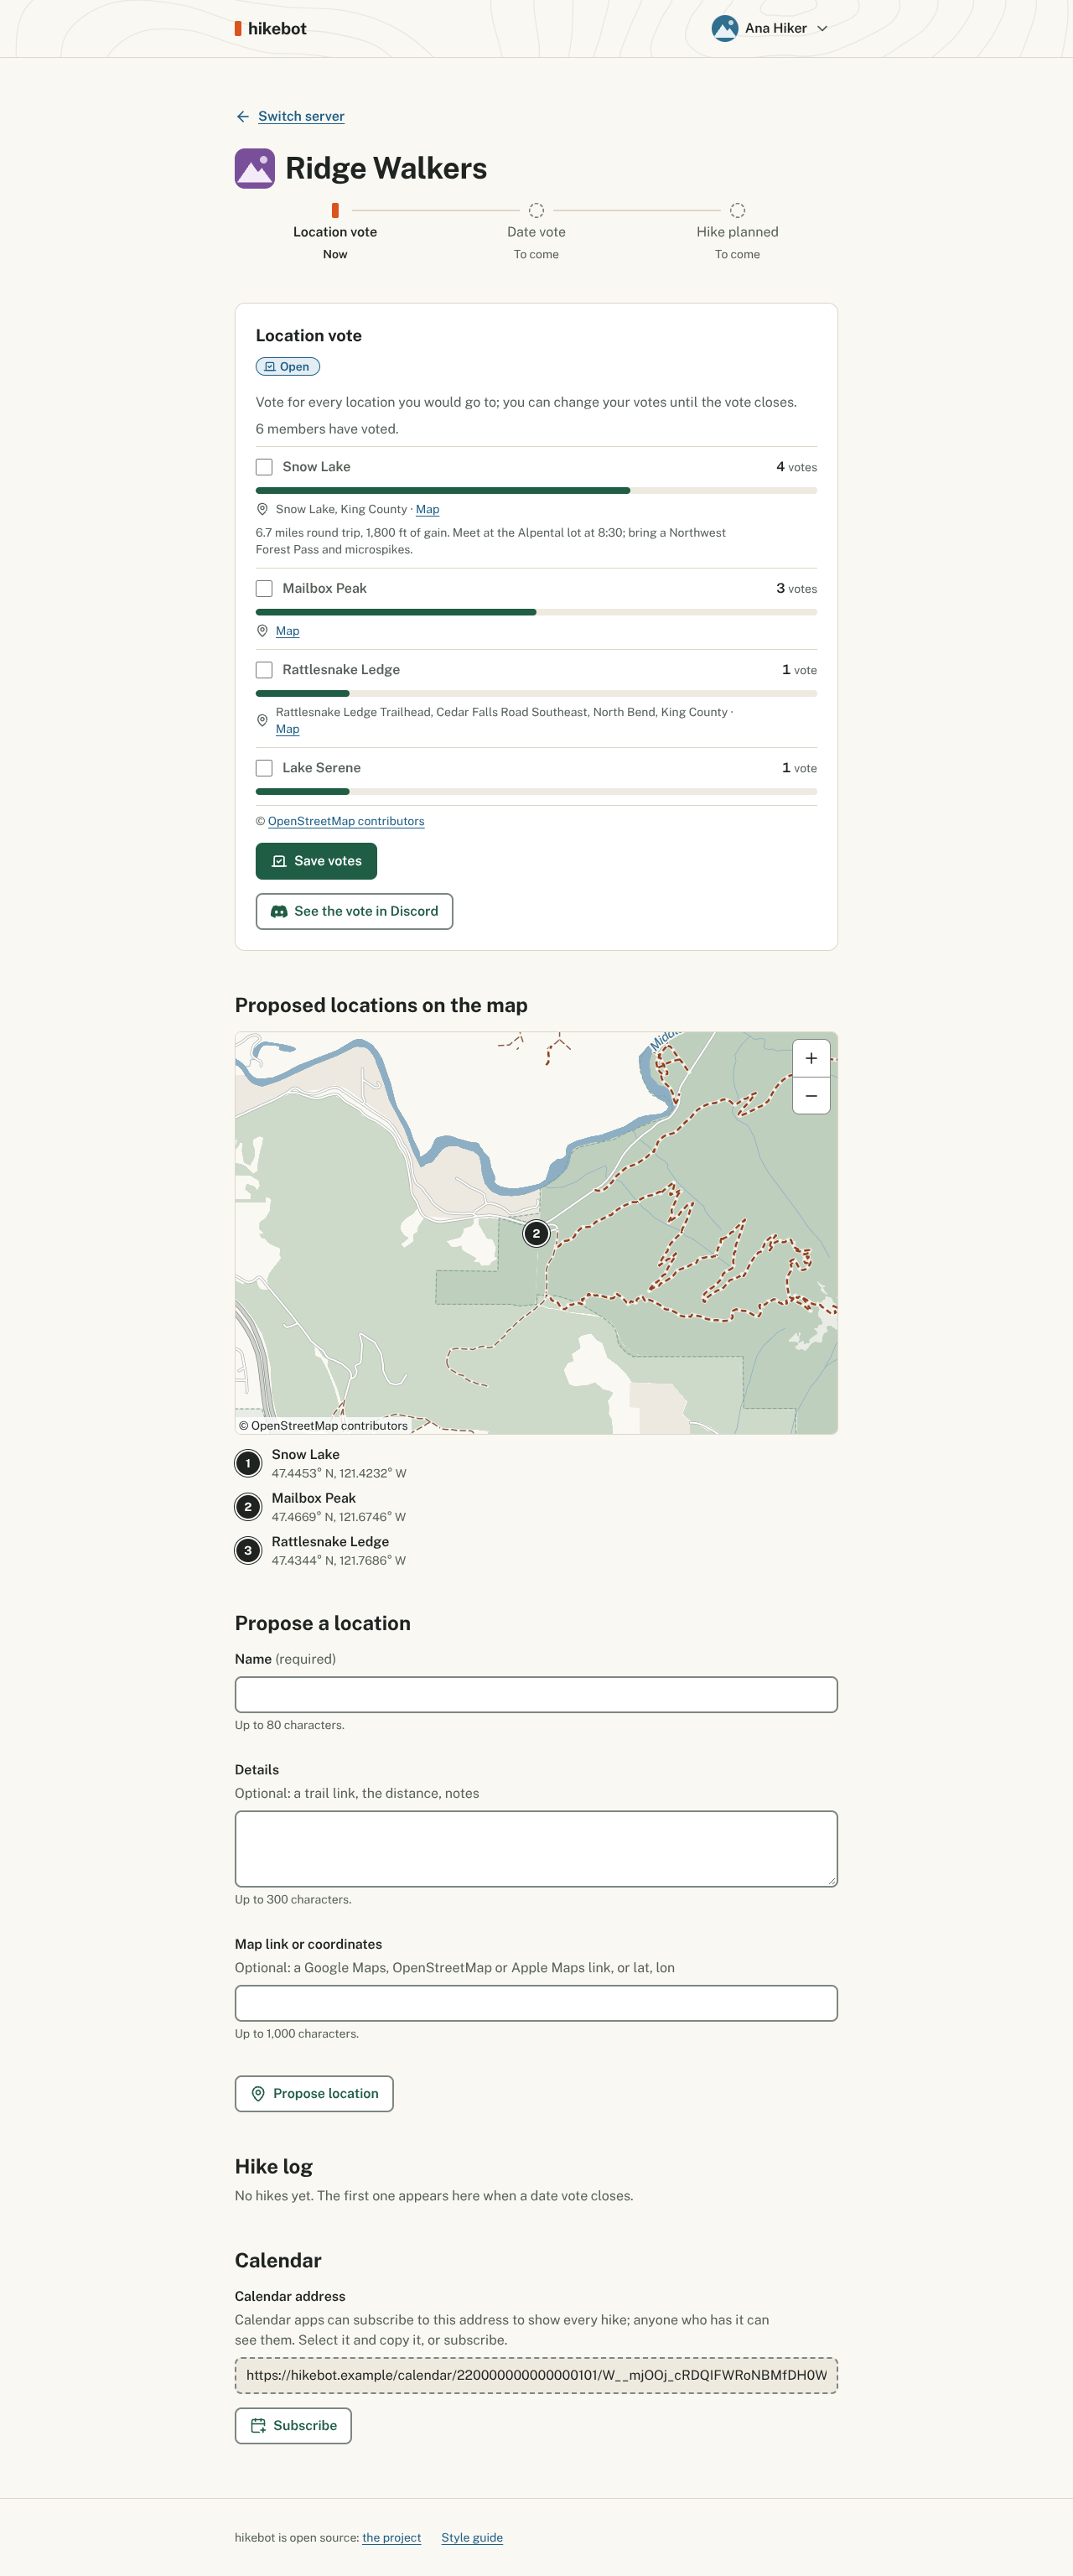 hikebot
Ana Hiker
Switch server
Ridge Walkers
Location vote
Now
Date vote
To come
Hike planned
To come
Location vote
Open
Vote for every location you would go to; you can change your votes until the vote closes.
6 members have voted.
Snow Lake
4 votes
Snow Lake, King County · Map
6.7 miles round trip, 1,800 ft of gain. Meet at the Alpental lot at 8:30; bring a Northwest
Forest Pass and microspikes.
Mailbox Peak
3 votes
Map
Rattlesnake Ledge
1 vote
Rattlesnake Ledge Trailhead, Cedar Falls Road Southeast, North Bend, King County ·
Map
Lake Serene
1 vote
© OpenStreetMap contributors
Save votes
See the vote in Discord
Proposed locations on the map
+
−
2
© OpenStreetMap contributors
1
Snow Lake
47.4453° N, 121.4232° W
2
Mailbox Peak
47.4669° N, 121.6746° W
3
Rattlesnake Ledge
47.4344° N, 121.7686° W
Propose a location
Name (required)
Up to 80 characters.
Details
Optional: a trail link, the distance, notes
Up to 300 characters.
Map link or coordinates
Optional: a Google Maps, OpenStreetMap or Apple Maps link, or lat, lon
Up to 1,000 characters.
Propose location
Hike log
No hikes yet. The first one appears here when a date vote closes.
Calendar
Calendar address
Calendar apps can subscribe to this address to show every hike; anyone who has it can
see them. Select it and copy it, or subscribe.
https://hikebot.example/calendar/220000000000000101/W__mjOOj_cRDQIFWRoNBMfDH0W
Subscribe
hikebot is open source: the project
Style guide